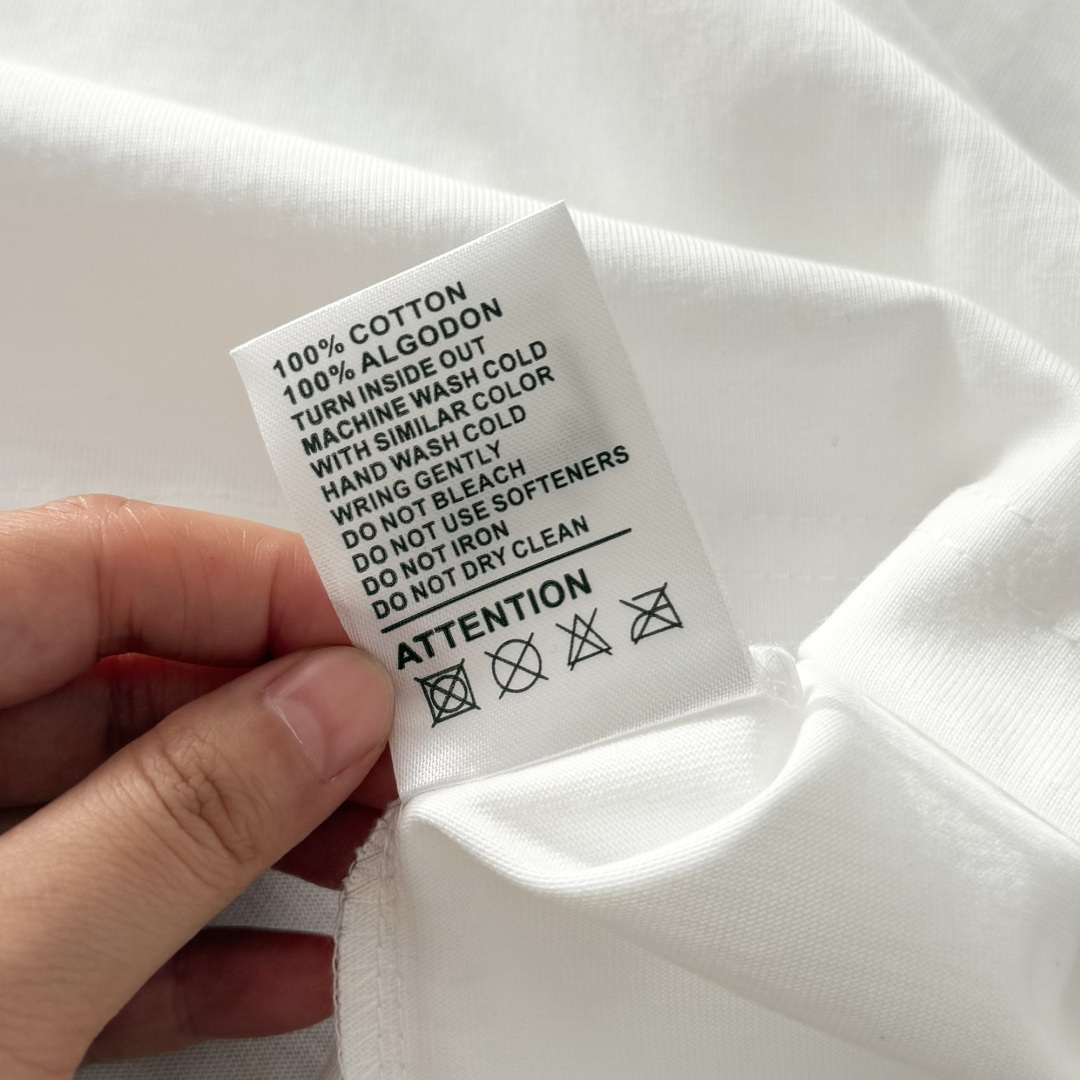 100% COTTON
100% ALGODON
TURN INSIDE OUT
MACHINE WASH COLD
WITH SIMILAR COLOR
HAND WASH COLD
WRING GENTLY
DO NOT BLEACH
DO NOT USE SOFTENERS
DO NOT IRON
DO NOT DRY CLEAN
ATTENTION